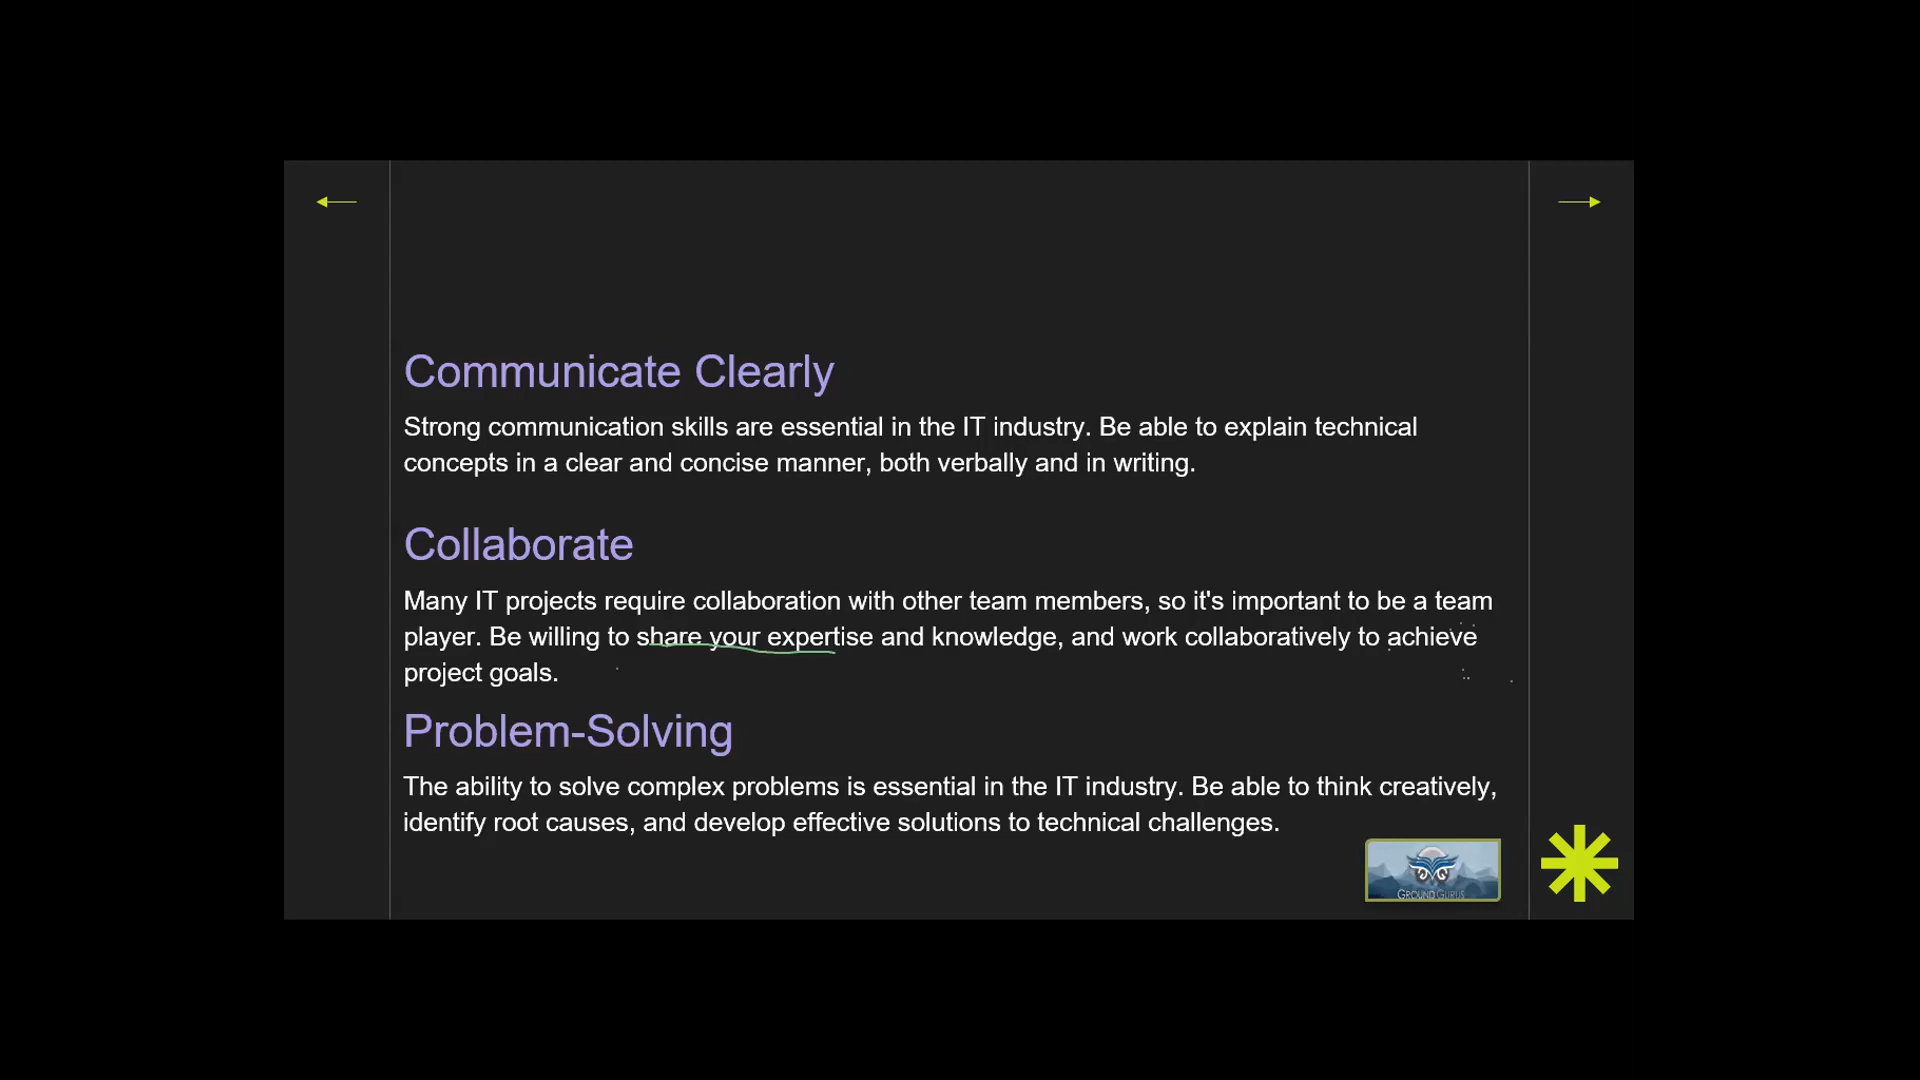 Communicate Clearly
Strong communication skills are essential in the IT industry. Be able to explain technical
concepts in a clear and concise manner, both verbally and in writing.
Collaborate
Many IT projects require collaboration with other team members, so it's important to be a team
player. Be willing to share your expertise and knowledge, and work collaboratively to achieve
project goals.
Problem-Solving
The ability to solve complex problems is essential in the IT industry. Be able to think creatively,
identify root causes, and develop effective solutions to technical challenges.
GROUND GURUS